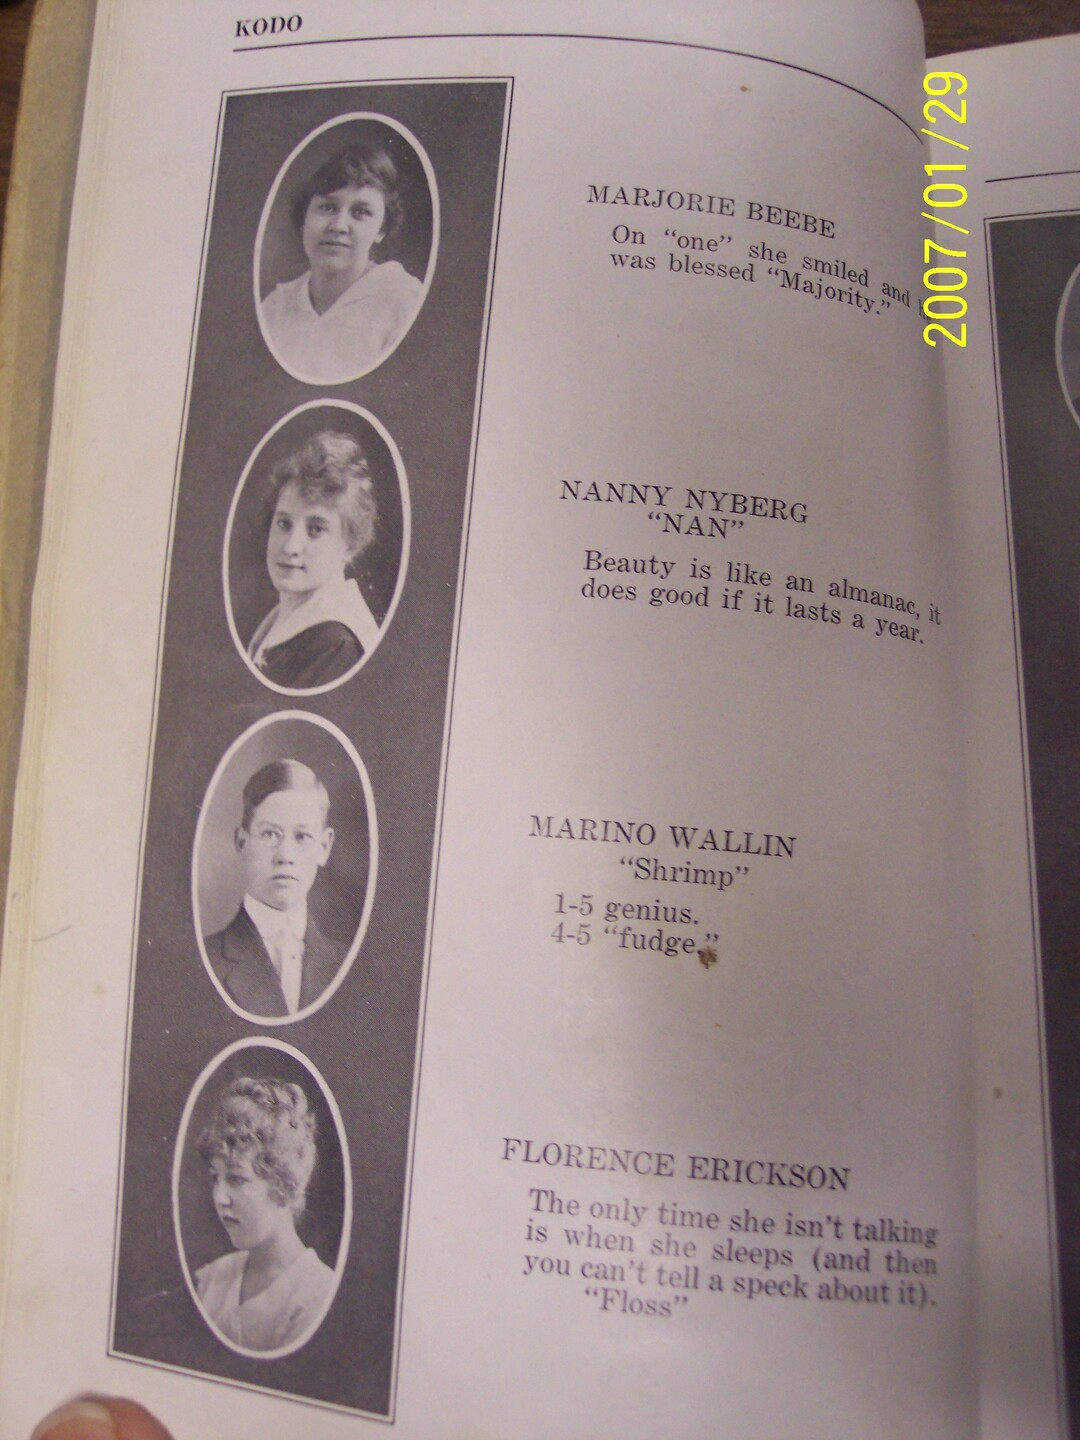 KODO
MARJORIE BEEBE
On "one" she smiled and
was blessed "Majority."
NANNY NYBERG
"NAN"
Beauty is like an almanac, it
does good if it lasts a year.
MARINO WALLIN
"Shrimp"
1-5 genius.
4-5 "fudge."
FLORENCE ERICKSON
The only time she isn't talking
is when she sleeps (and then
you can't tell a speck about it).
"Floss"
2007/01/29